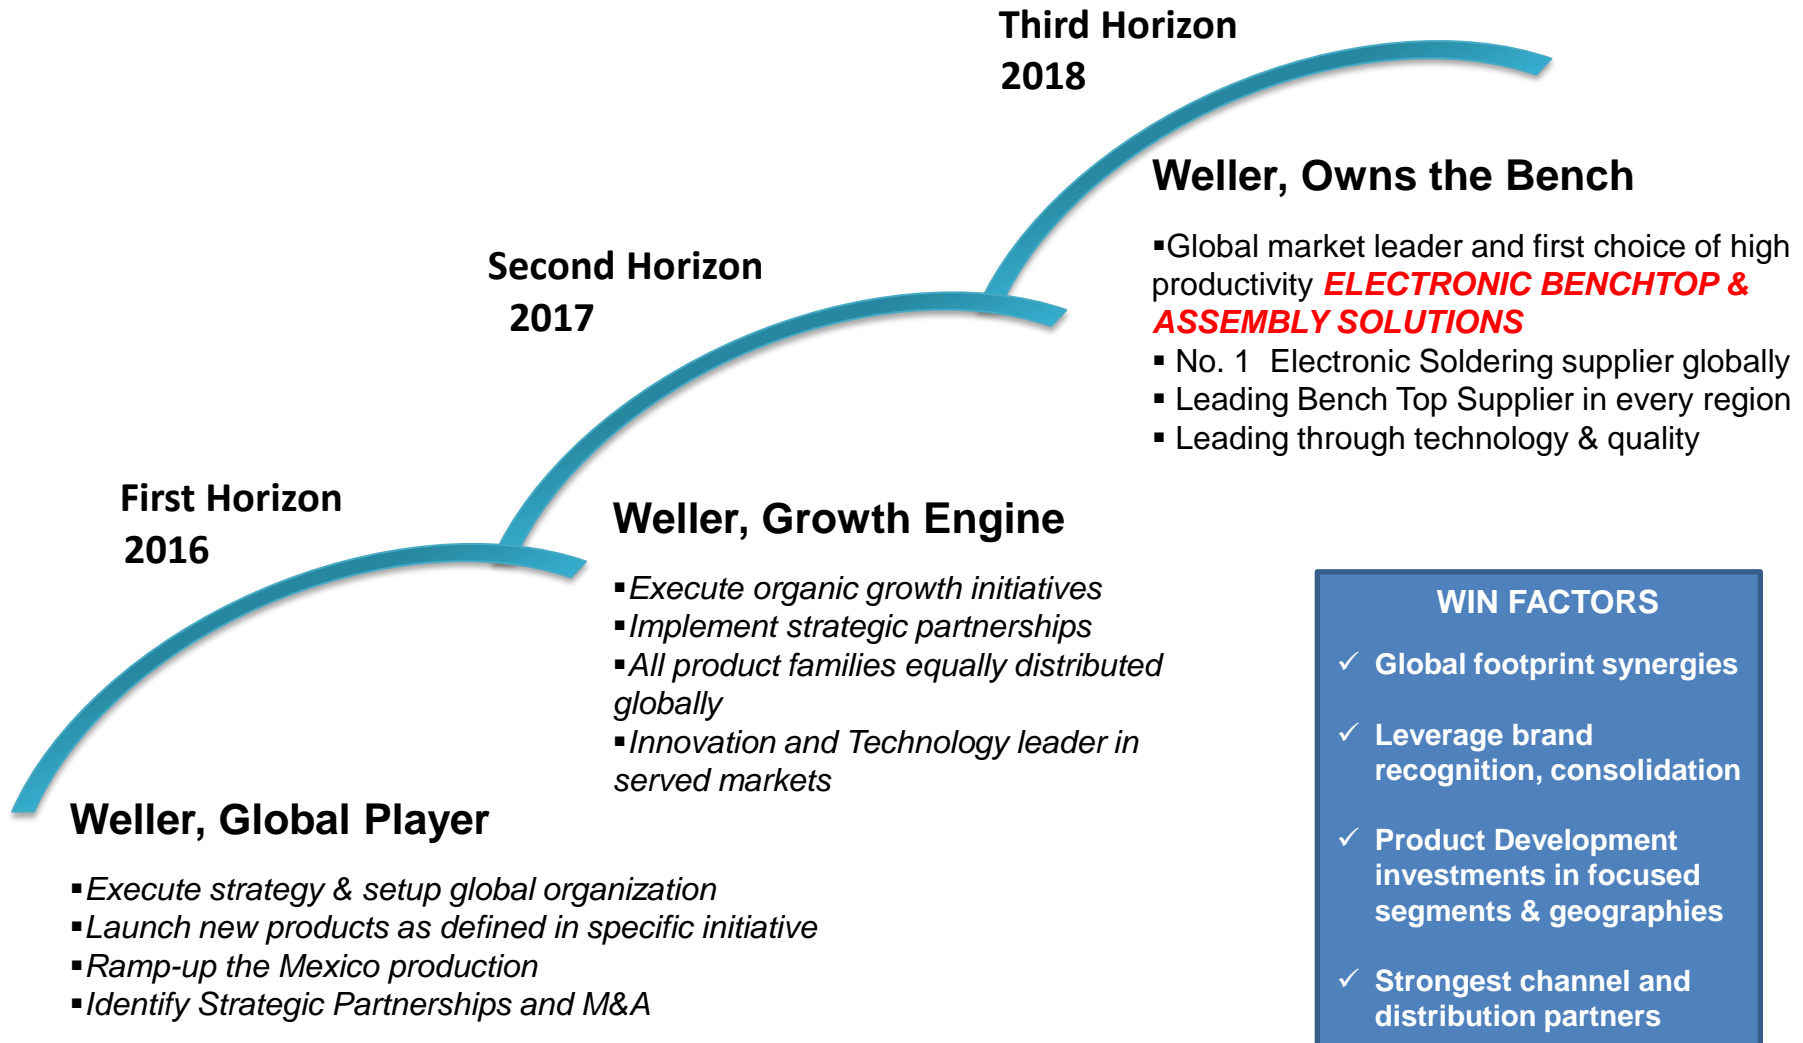 Third Horizon
2018
Weller, Owns the Bench
▪Global market leader and first choice of high
productivity ELECTRONIC BENCHTOP &
ASSEMBLY SOLUTIONS
▪ No. 1 Electronic Soldering supplier globally
▪ Leading Bench Top Supplier in every region
▪ Leading through technology & quality
Second Horizon
2017
Weller, Growth Engine
▪Execute organic growth initiatives
▪Implement strategic partnerships
▪All product families equally distributed
globally
▪Innovation and Technology leader in
served markets
First Horizon
2016
Weller, Global Player
▪Execute strategy & setup global organization
▪Launch new products as defined in specific initiative
▪Ramp-up the Mexico production
▪Identify Strategic Partnerships and M&A
WIN FACTORS
✓ Global footprint synergies
✓ Leverage brand
recognition, consolidation
✓ Product Development
investments in focused
segments & geographies
✓ Strongest channel and
distribution partners